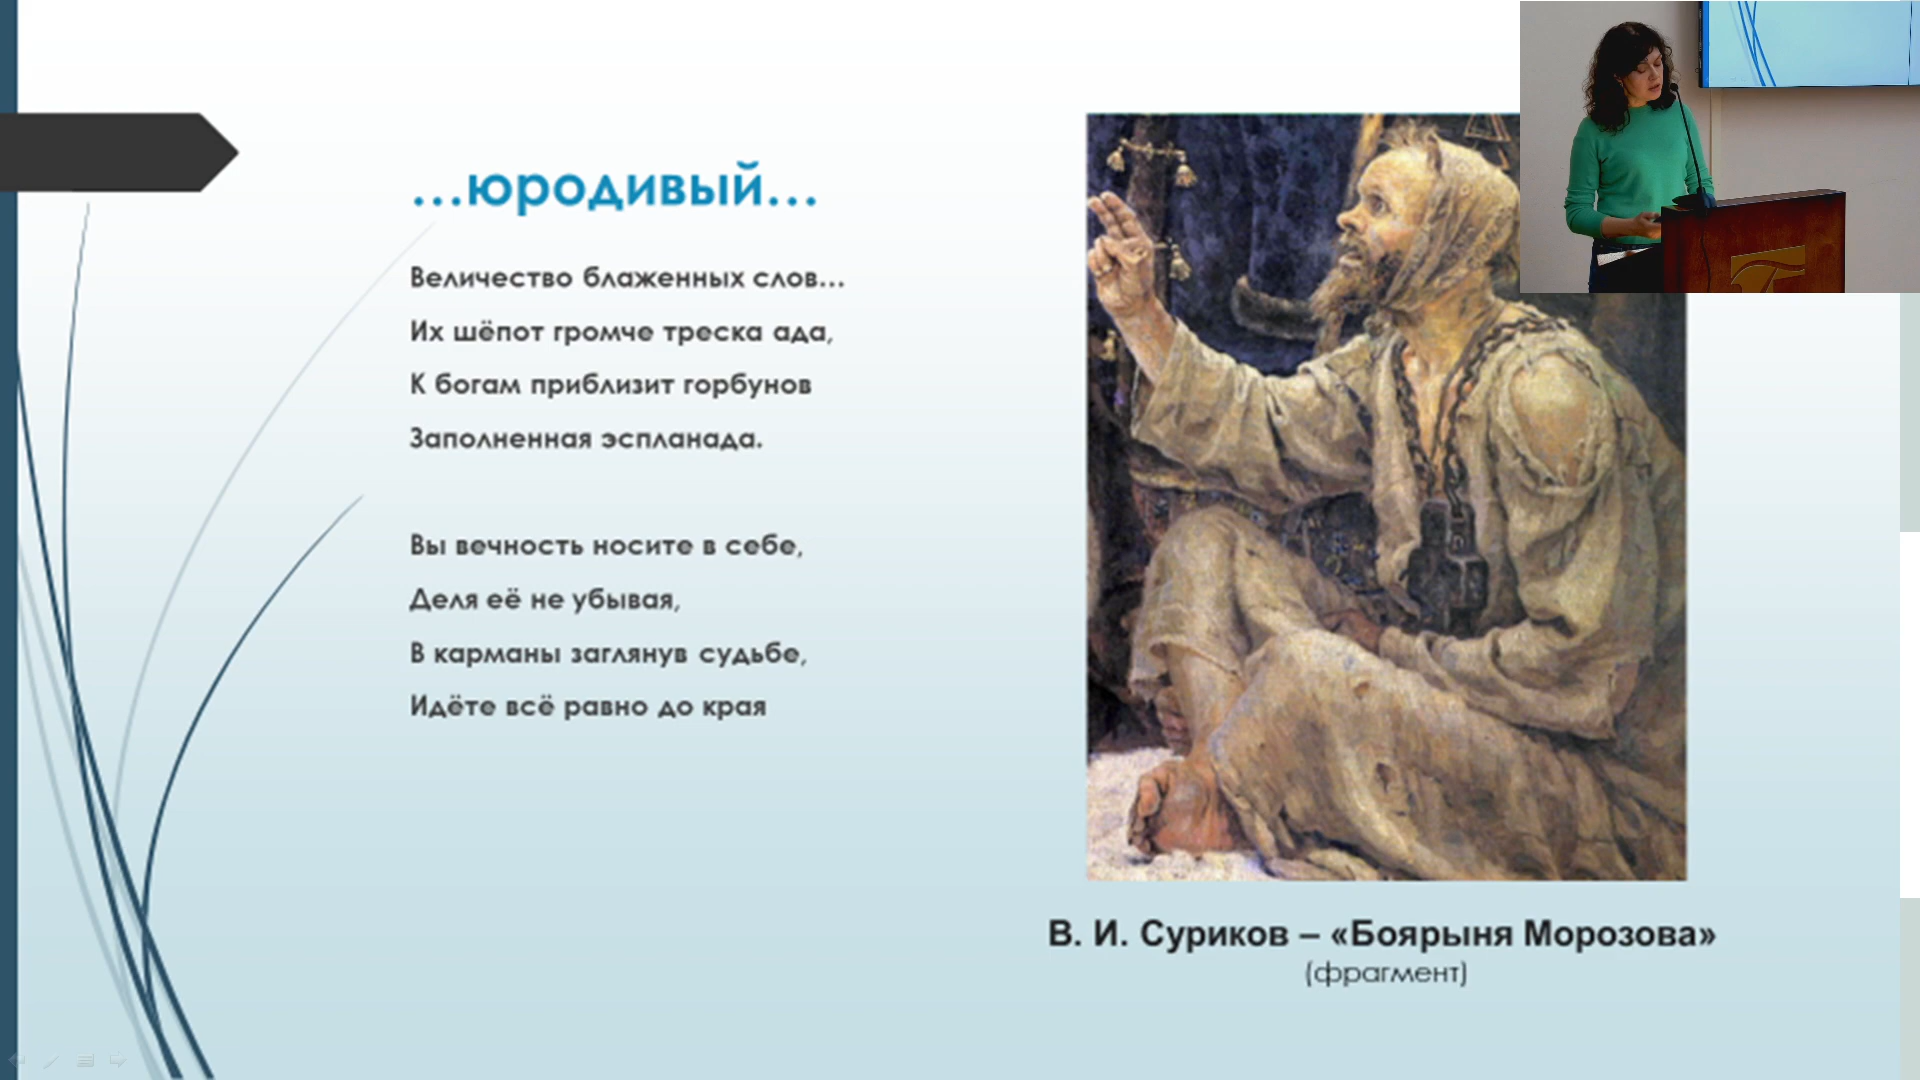 …юродивый…
Величество блаженных слов…
Их шёпот громче треска ада,
К богам приблизит горбунов
Заполненная эспланада.
Вы вечность носите в себе,
Деля её не убывая,
В карманы заглянув судьбе,
Идёте всё равно до края
В. И. Суриков – «Боярыня Морозова»
(фрагмент)